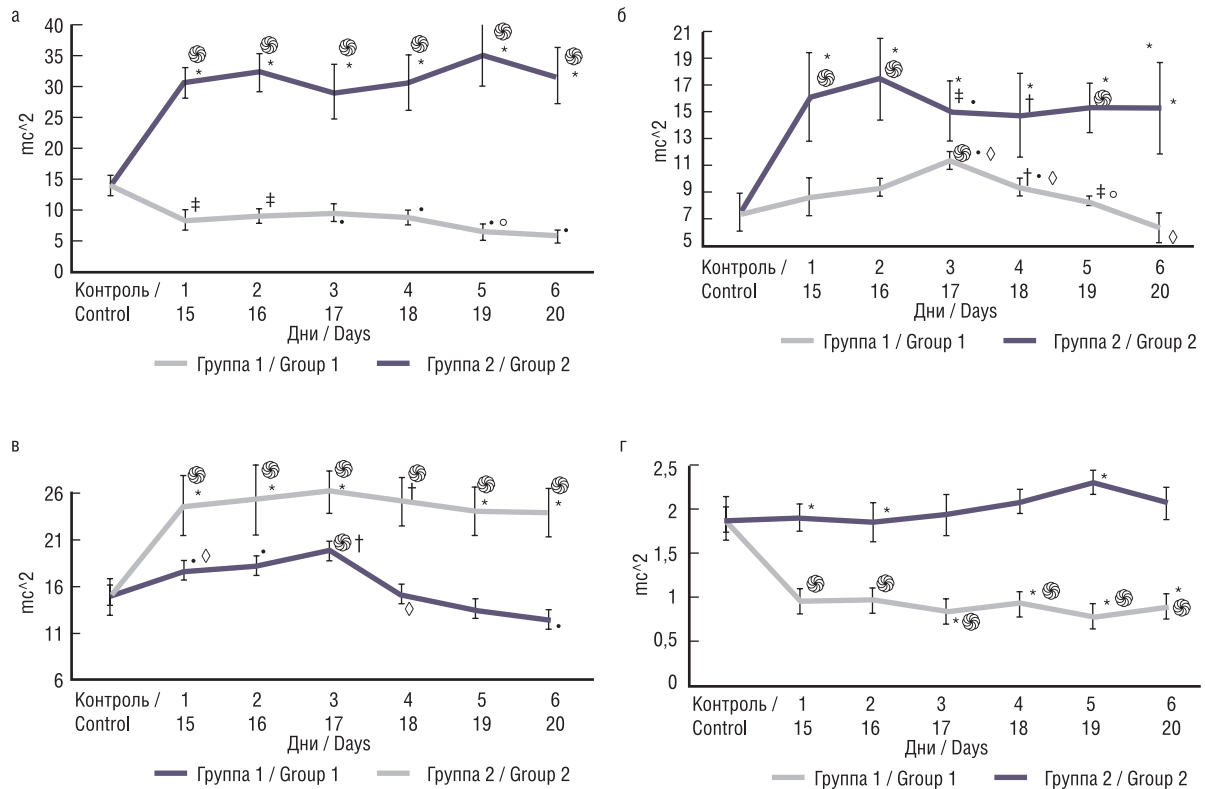 а
40
35
30
25
20
15
10
5
0
mc^2
* * * * * *
‡ ‡ • • • ○ •
Контроль / 1 2 3 4 5 6
Control 15 16 17 18 19 20
Дни / Days
Группа 1 / Group 1 Группа 2 / Group 2
б
21
19
17
15
13
11
9
7
5
mc^2
* * * * * *
‡ • † *
• ◊ † • ◊ ‡ ○ ◊
Контроль / 1 2 3 4 5 6
Control 15 16 17 18 19 20
Дни / Days
Группа 1 / Group 1 Группа 2 / Group 2
в
26
21
16
11
6
mc^2
* * * † * *
• ◊ • † ◊ •
Контроль / 1 2 3 4 5 6
Control 15 16 17 18 19 20
Дни / Days
Группа 1 / Group 1 Группа 2 / Group 2
г
2,5
2
1,5
1
0,5
0
mc^2
* * *
* * * *
Контроль / 1 2 3 4 5 6
Control 15 16 17 18 19 20
Дни / Days
Группа 1 / Group 1 Группа 2 / Group 2